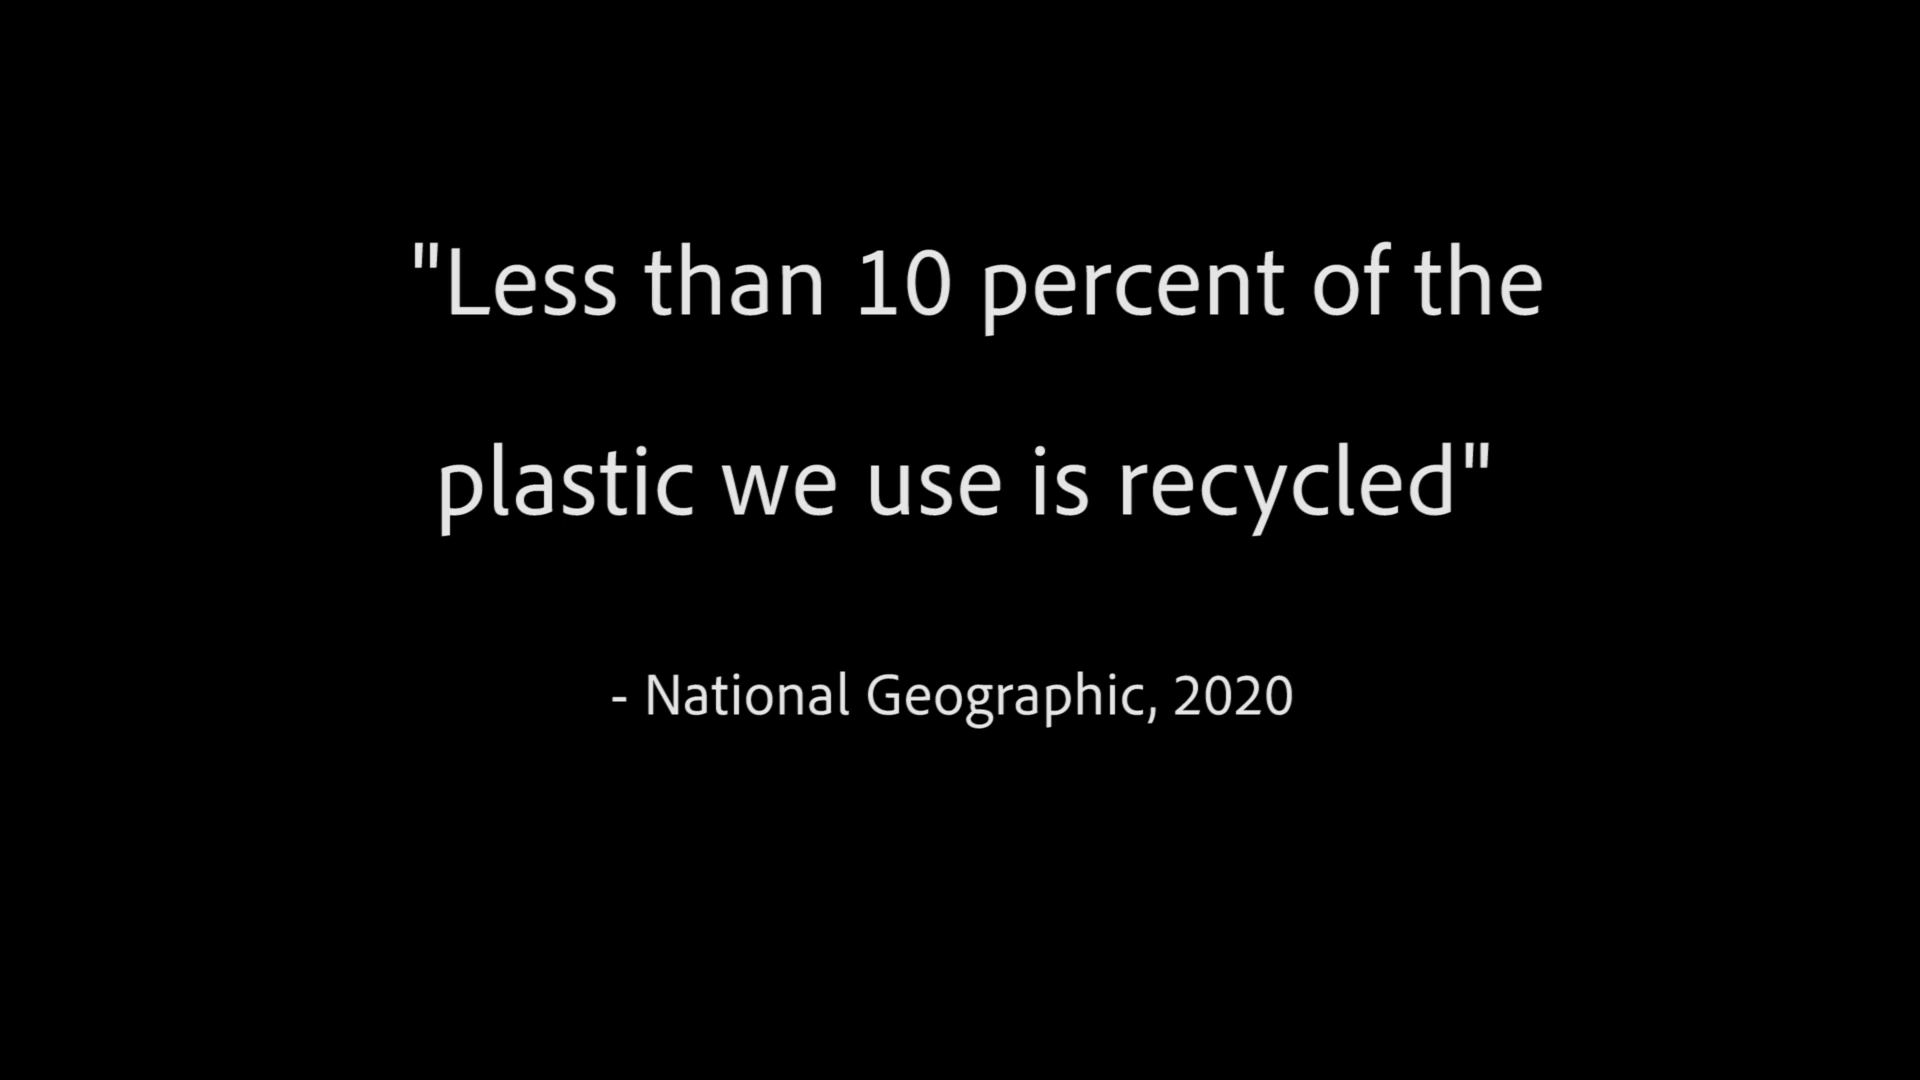 "Less than 10 percent of the
plastic we use is recycled"
- National Geographic, 2020